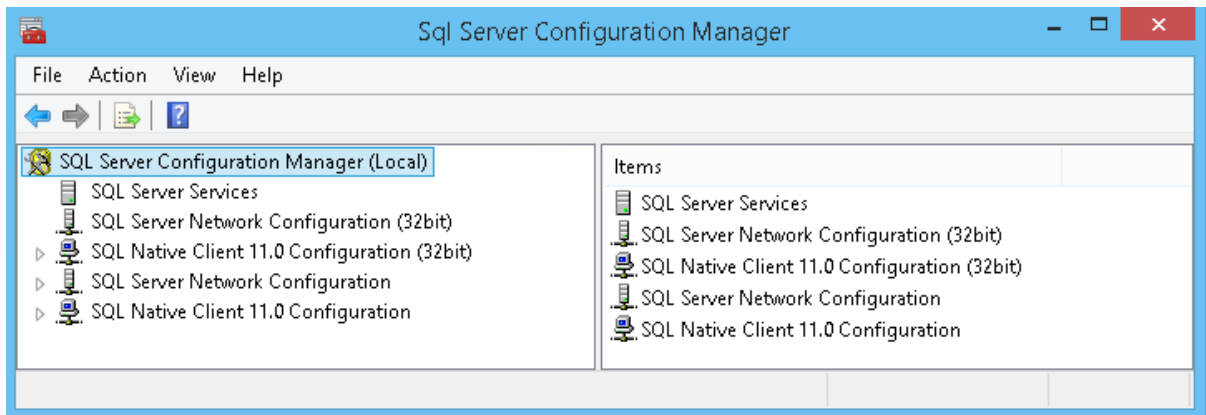 Sql Server Configuration Manager
File Action View Help
SQL Server Configuration Manager (Local)
SQL Server Services
SQL Server Network Configuration (32bit)
SQL Native Client 11.0 Configuration (32bit)
SQL Server Network Configuration
SQL Native Client 11.0 Configuration
Items
SQL Server Services
SQL Server Network Configuration (32bit)
SQL Native Client 11.0 Configuration (32bit)
SQL Server Network Configuration
SQL Native Client 11.0 Configuration